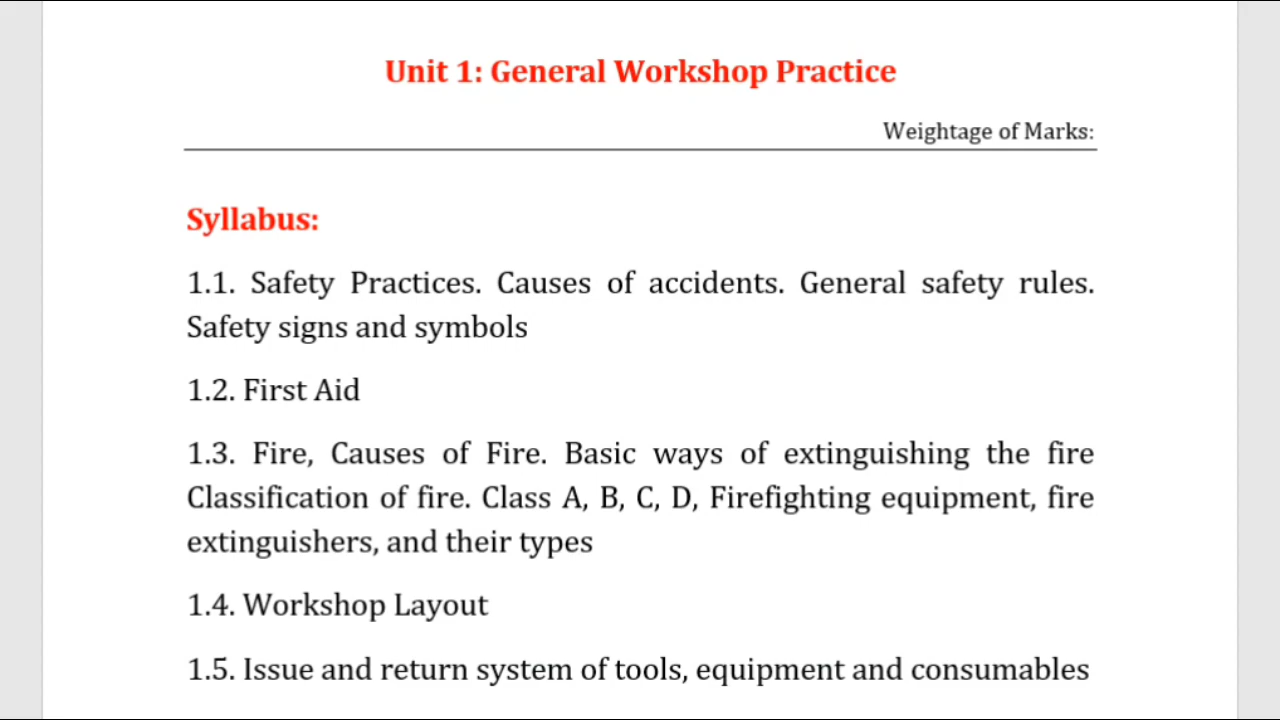 Unit 1: General Workshop Practice
Weightage of Marks:
Syllabus:
1.1. Safety Practices. Causes of accidents. General safety rules.
Safety signs and symbols
1.2. First Aid
1.3. Fire, Causes of Fire. Basic ways of extinguishing the fire
Classification of fire. Class A, B, C, D, Firefighting equipment, fire
extinguishers, and their types
1.4. Workshop Layout
1.5. Issue and return system of tools, equipment and consumables